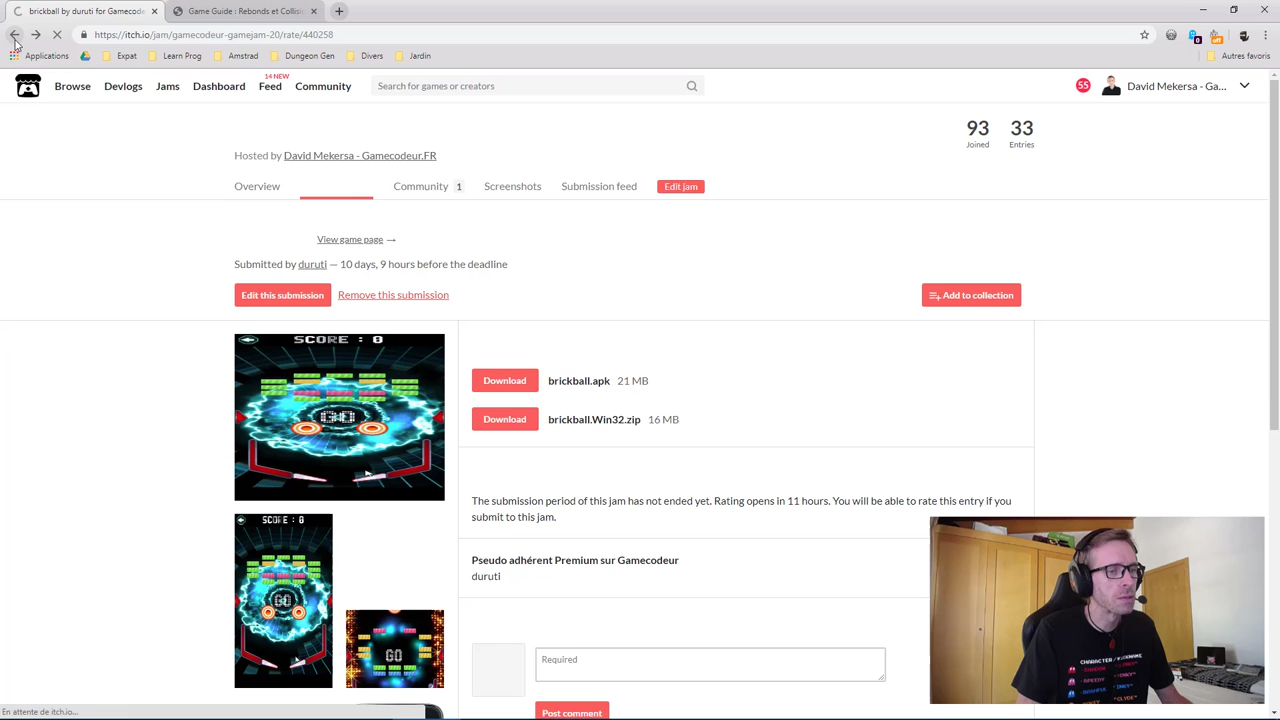 brickball by duruti for Gamecode
Game Guide : Rebonds et Collisi
https://itch.io/jam/gamecodeur-gamejam-20/rate/440258
Applications
Expat
Learn Prog
Amstrad
Dungeon Gen
Divers
Jardin
Autres favoris
14 NEW
Browse
Devlogs
Jams
Dashboard
Feed
Community
Search for games or creators
55
David Mekersa - Ga...
93
33
Joined
Entries
Hosted by David Mekersa - Gamecodeur.FR
Overview
Community 1
Screenshots
Submission feed
Edit jam
View game page →
Submitted by duruti — 10 days, 9 hours before the deadline
Edit this submission
Remove this submission
Add to collection
SCORE : 0
GO
Download brickball.apk 21 MB
Download brickball.Win32.zip 16 MB
The submission period of this jam has not ended yet. Rating opens in 11 hours. You will be able to rate this entry if you
submit to this jam.
Pseudo adhérent Premium sur Gamecodeur
duruti
SCORE : 0
GO
GO
Required
Post comment
CHARACTER / NICKNAME
En attente de itch.io...